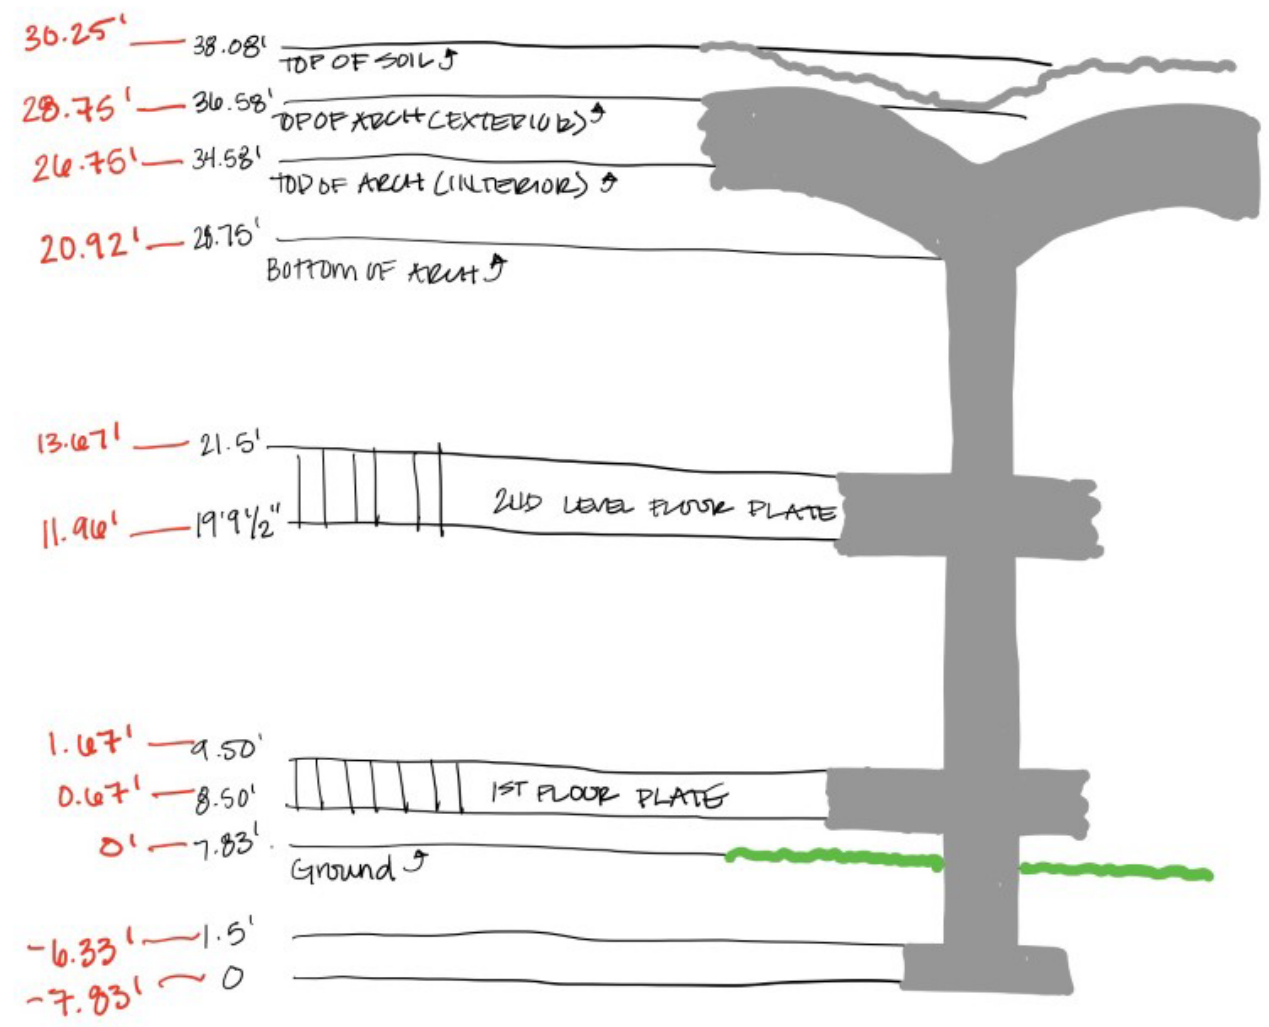 30.25' 38.08'
TOP OF SOIL
28.75' 36.58'
TOP OF ARCH (EXTERIOR)
26.75' 34.58'
TOP OF ARCH (INTERIOR)
20.92' 28.75'
BOTTOM OF ARCH
13.67' 21.5'
2ND LEVEL FLOOR PLATE
11.96' 19'9 1/2"
1.67' 9.50'
0.67' 8.50' 1ST FLOOR PLATE
0' 7.83'
Ground
-6.33' 1.5'
-7.83' 0